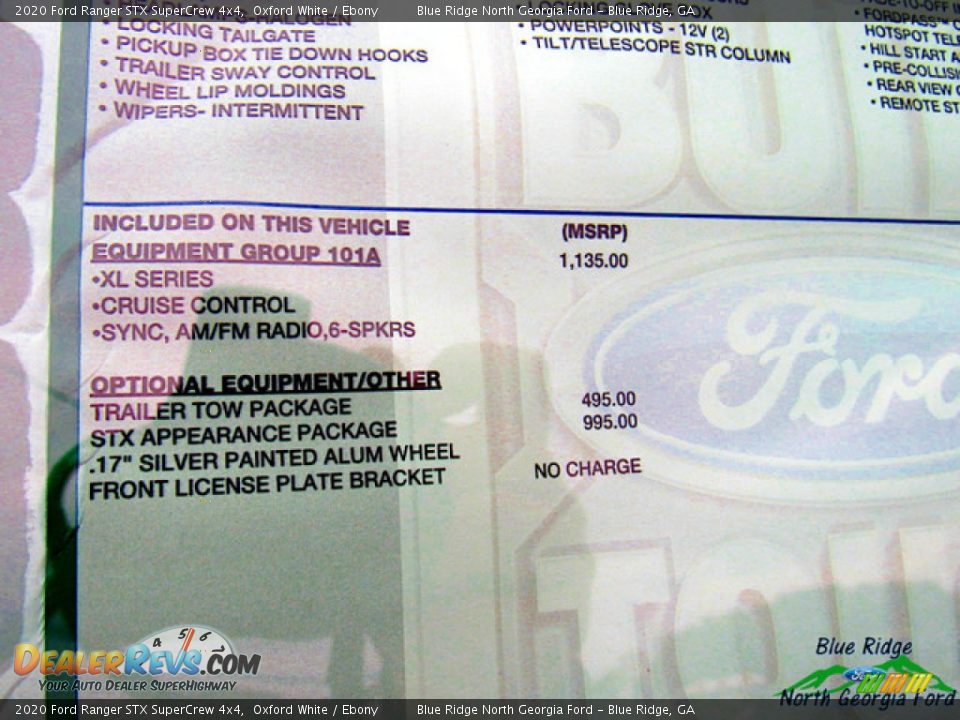 2020 Ford Ranger STX SuperCrew 4x4, Oxford White / Ebony Blue Ridge North Georgia Ford - Blue Ridge, GA
• LOCKING TAILGATE
• PICKUP BOX TIE DOWN HOOKS
• TRAILER SWAY CONTROL
• WHEEL LIP MOLDINGS
• WIPERS- INTERMITTENT
• POWERPOINTS - 12V (2)
• TILT/TELESCOPE STR COLUMN
• FORDPASS™
HOTSPOT TELE
• HILL START A
• PRE-COLLISI
• REAR VIEW
• REMOTE ST
INCLUDED ON THIS VEHICLE (MSRP)
EQUIPMENT GROUP 101A 1,135.00
•XL SERIES
•CRUISE CONTROL
•SYNC, AM/FM RADIO,6-SPKRS
OPTIONAL EQUIPMENT/OTHER
TRAILER TOW PACKAGE 495.00
STX APPEARANCE PACKAGE 995.00
.17" SILVER PAINTED ALUM WHEEL
FRONT LICENSE PLATE BRACKET NO CHARGE
Ford
DEALERREVS.COM
YOUR AUTO DEALER SUPERHIGHWAY
Blue Ridge
North Georgia Ford
2020 Ford Ranger STX SuperCrew 4x4, Oxford White / Ebony Blue Ridge North Georgia Ford - Blue Ridge, GA